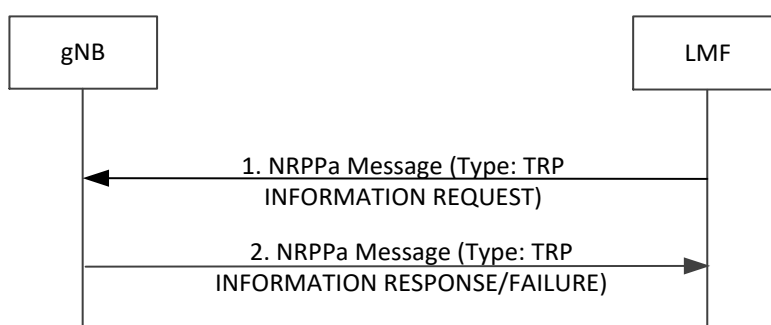 gNB
LMF
1. NRPPa Message (Type: TRP
INFORMATION REQUEST)
2. NRPPa Message (Type: TRP
INFORMATION RESPONSE/FAILURE)